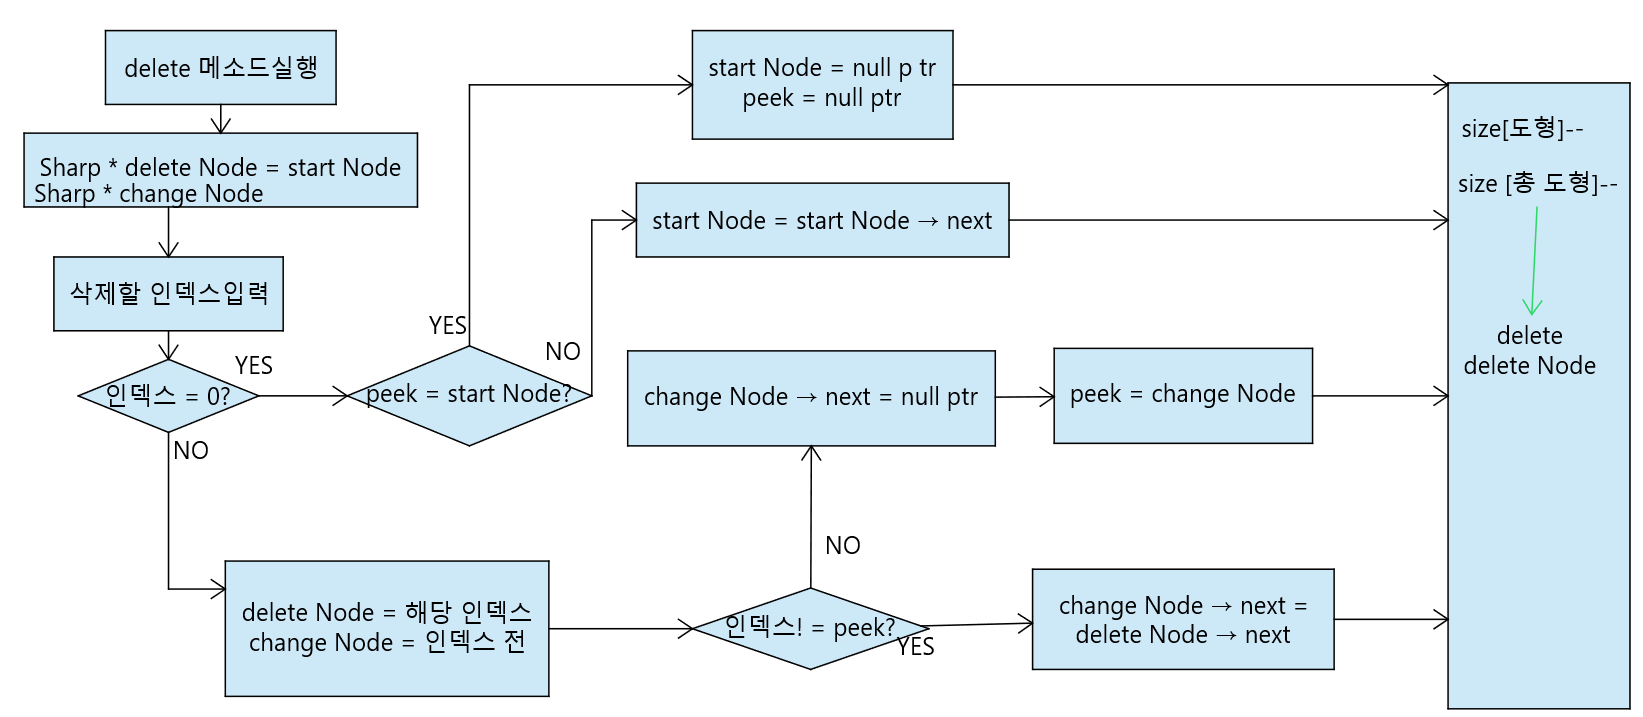 delete 메소드실행
Sharp * delete Node = start Node
Sharp * change Node
삭제할 인덱스입력
인덱스 = 0?
YES
NO
peek = start Node?
YES
NO
start Node = null p tr
peek = null ptr
start Node = start Node → next
change Node → next = null ptr
peek = change Node
delete Node = 해당 인덱스
change Node = 인덱스 전
인덱스! = peek?
NO
YES
change Node → next =
delete Node → next
size[도형]--
size [총 도형]--
delete
delete Node